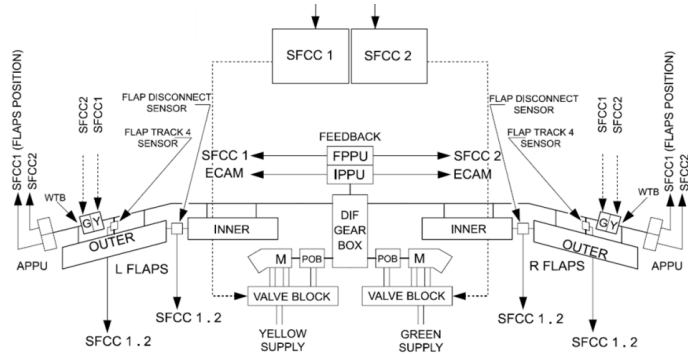 SFCC 1
SFCC 2
SFCC1 (FLAPS POSITION)
SFCC2
SFCC2
SFCC1
FLAP DISCONNECT
SENSOR
FLAP TRACK 4
SENSOR
WTB
G Y
OUTER
APPU
L FLAPS
INNER
SFCC 1 . 2
SFCC 1 . 2
FEEDBACK
SFCC 1
FPPU
SFCC 2
ECAM
IPPU
ECAM
DIF
GEAR
BOX
M
POB
POB
M
VALVE BLOCK
VALVE BLOCK
YELLOW
SUPPLY
GREEN
SUPPLY
FLAP DISCONNECT
SENSOR
FLAP TRACK 4
SENSOR
SFCC2
SFCC1
SFCC1 (FLAPS POSITION)
SFCC2
G Y
WTB
INNER
OUTER
R FLAPS
APPU
SFCC 1 . 2
SFCC 1 . 2